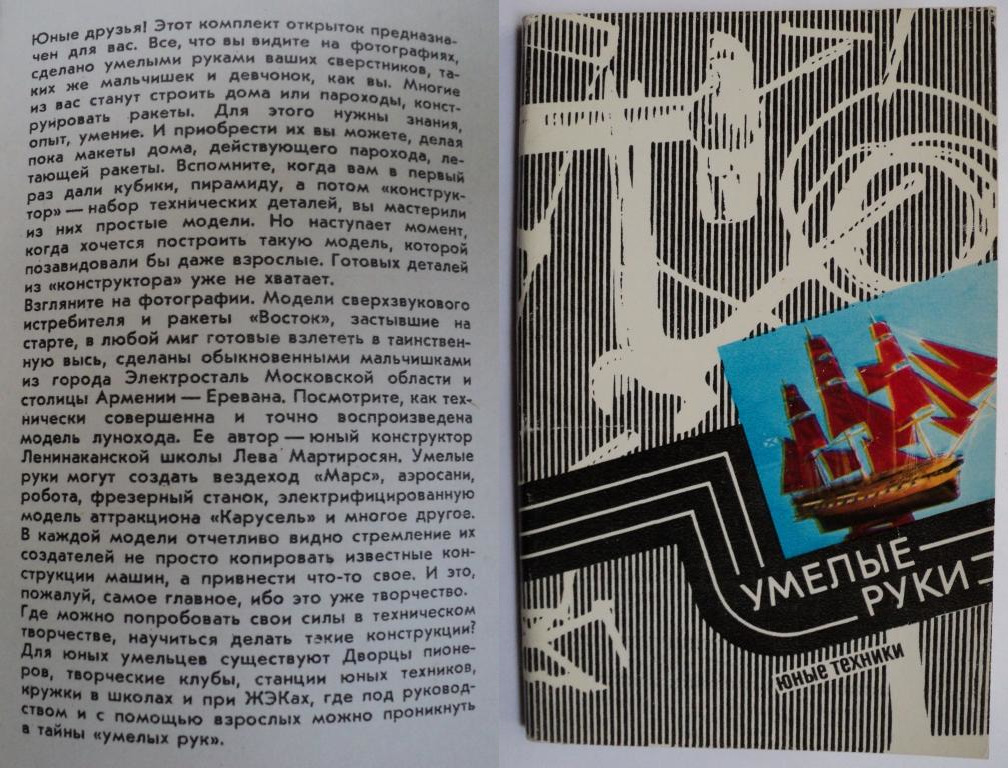 Юные друзья! Этот комплект открыток предназна-
чен для вас. Все, что вы видите на фотографиях,
сделано умелыми руками ваших сверстников, та-
ких же мальчишек и девчонок, как вы. Многие
из вас станут строить дома или пароходы, конст-
руировать ракеты. Для этого нужны знания,
опыт, умение. И приобрести их вы можете, делая
пока макеты дома, действующего парохода, ле-
тающей ракеты. Вспомните, когда вам в первый
раз дали кубики, пирамиду, а потом «конструк-
тор» — набор технических деталей, вы мастерили
из них простые модели. Но наступает момент,
когда хочется построить такую модель, которой
позавидовали бы даже взрослые. Готовых деталей
из «конструктора» уже не хватает.
Взгляните на фотографии. Модели сверхзвукового
истребителя и ракеты «Восток», застывшие на
старте, в любой миг готовые взлететь в таинствен-
ную высь, сделаны обыкновенными мальчишками
из города Электросталь Московской области и
столицы Армении — Еревана. Посмотрите, как тех-
нически совершенна и точно воспроизведена
модель лунохода. Ее автор — юный конструктор
Ленинаканской школы Лева Мартиросян. Умелые
руки могут создать вездеход «Марс», аэросани,
робота, фрезерный станок, электрифицированную
модель аттракциона «Карусель» и многое другое.
В каждой модели отчетливо видно стремление их
создателей не просто копировать известные кон-
струкции машин, а привнести что-то свое. И это,
пожалуй, самое главное, ибо это уже творчество.
Где можно попробовать свои силы в техническом
творчестве, научиться делать такие конструкции?
Для юных умельцев существуют Дворцы пионе-
ров, творческие клубы, станции юных техников,
кружки в школах и при ЖЭКах, где под руковод-
ством и с помощью взрослых можно проникнуть
в тайны «умелых рук».
УМЕЛЫЕ
РУКИ
ЮНЫЕ ТЕХНИКИ